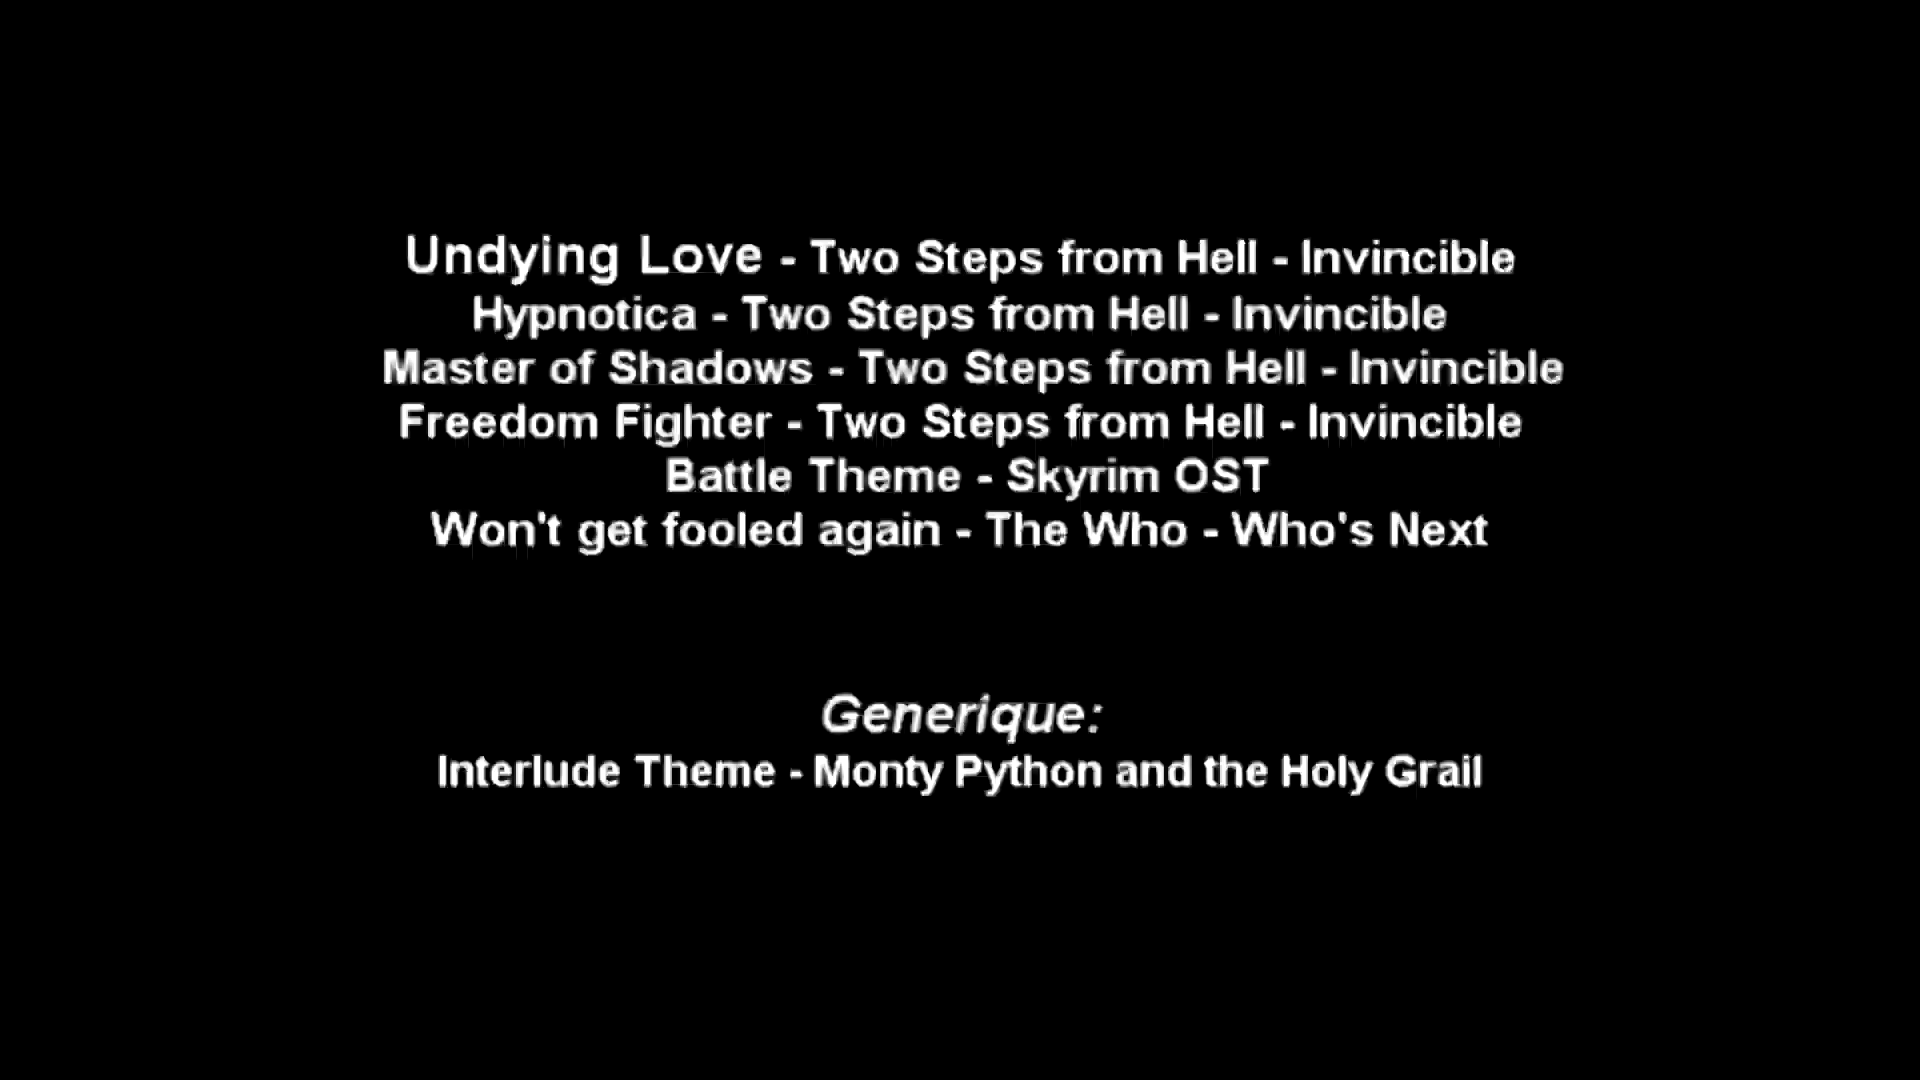 Undying Love - Two Steps from Hell - Invincible
Hypnotica - Two Steps from Hell - Invincible
Master of Shadows - Two Steps from Hell - Invincible
Freedom Fighter - Two Steps from Hell - Invincible
Battle Theme - Skyrim OST
Won't get fooled again - The Who - Who's Next
Generique:
Interlude Theme - Monty Python and the Holy Grail